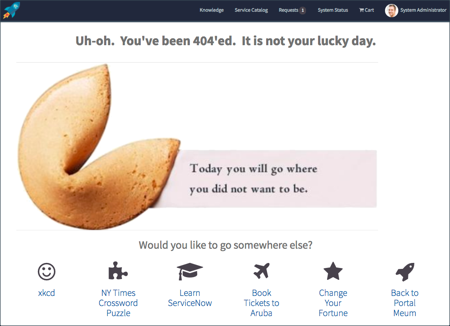 Knowledge Service Catalog Requests 1 System Status Cart System Administrator
Uh-oh. You've been 404'ed. It is not your lucky day.
Today you will go where
you did not want to be.
Would you like to go somewhere else?
xkcd
NY Times
Crossword
Puzzle
Learn
ServiceNow
Book
Tickets to
Aruba
Change
Your
Fortune
Back to
Portal
Meum